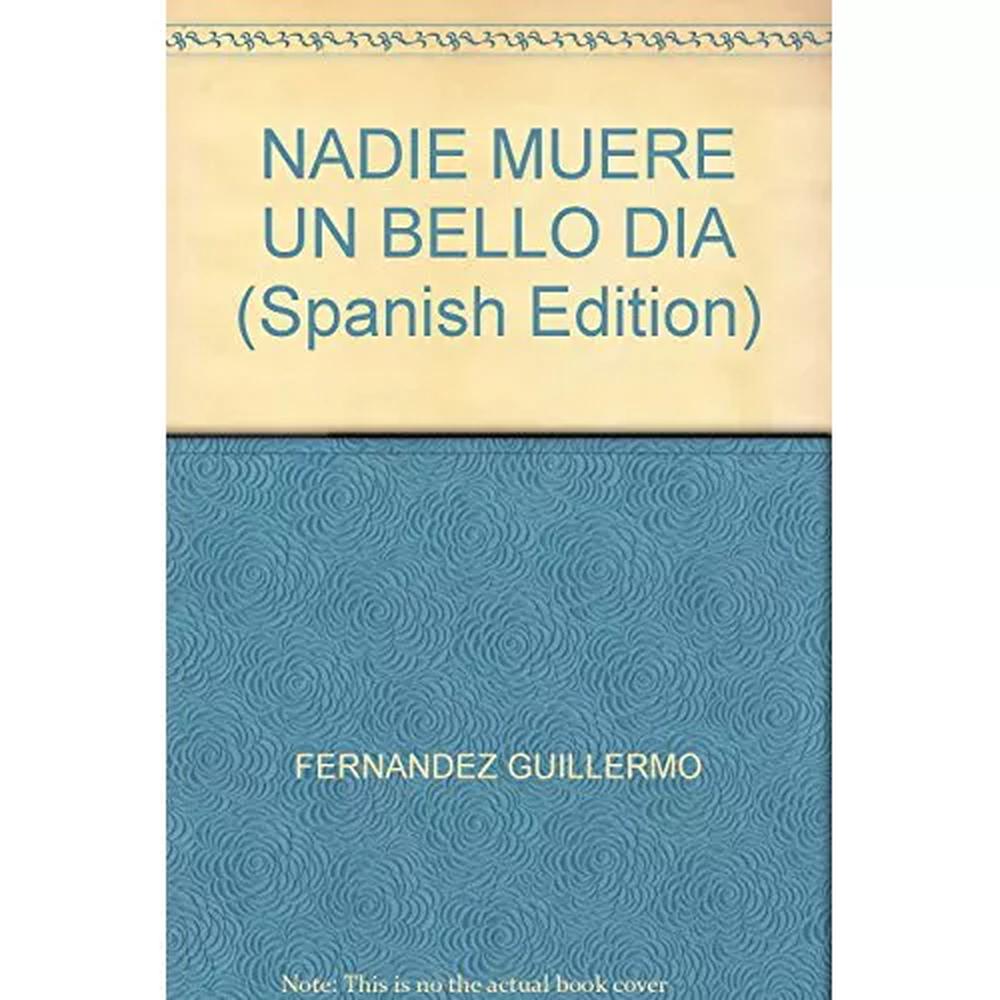 NADIE MUERE
UN BELLO DIA
(Spanish Edition)
FERNANDEZ GUILLERMO
Note: This is no the actual book cover